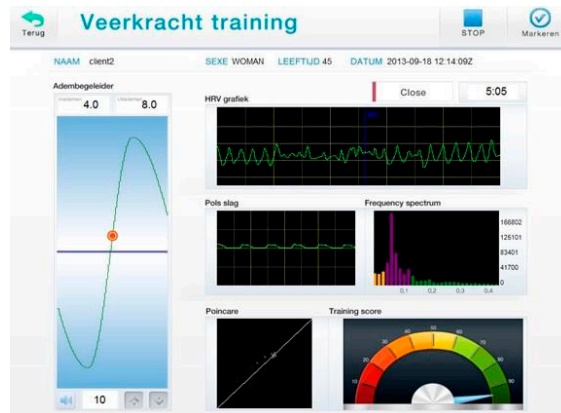 Veerkracht training
Terug
STOP
Markeren
NAAM client2 SEXE WOMAN LEEFTIJD 45 DATUM 2013-09-18 12:14:09Z
Adembegeleider
4.0 8.0
HRV grafiek
Close 5:05
Pols slag
Frequency spectrum
166802
125101
83401
41700
0
0.1 0.2 0.3 0.4
Poincare
Training score
10